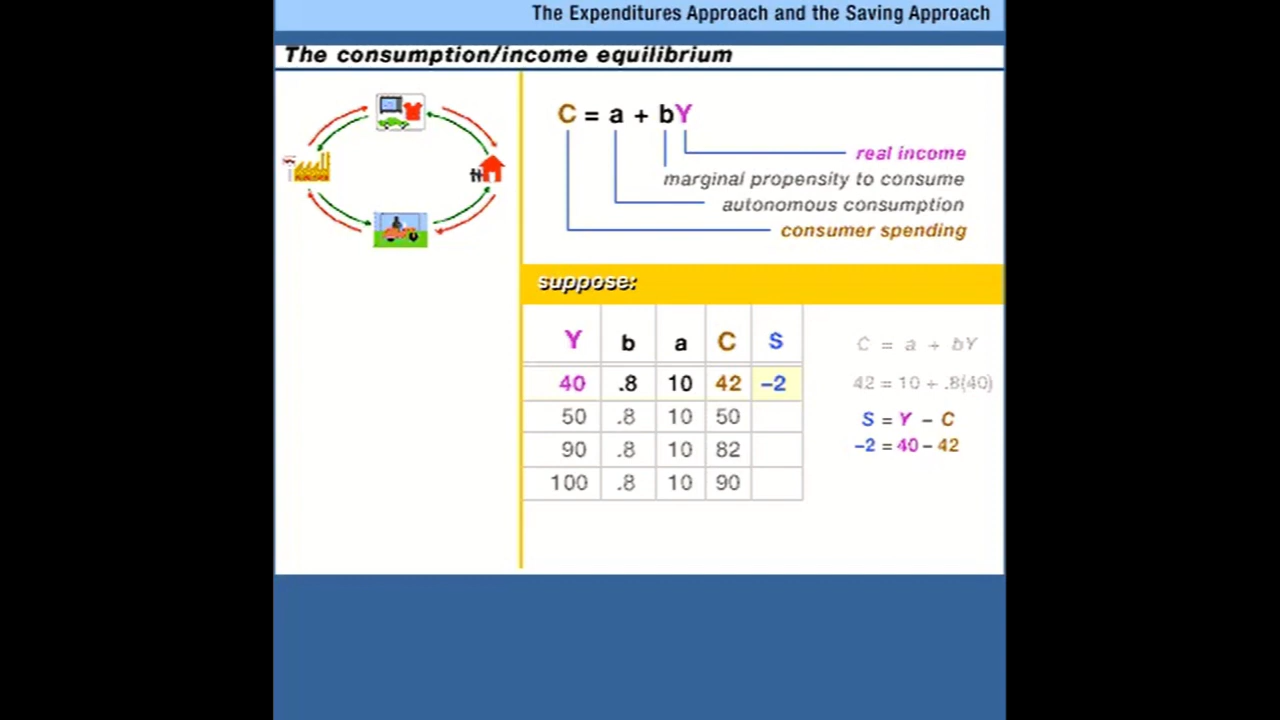 The Expenditures Approach and the Saving Approach
The consumption/income equilibrium
C = a + bY
real income
marginal propensity to consume
autonomous consumption
consumer spending
suppose:
Y b a C S
40 .8 10 42 -2
50 .8 10 50
90 .8 10 82
100 .8 10 90
C = a + bY
42 = 10 + .8(40)
S = Y - C
-2 = 40 - 42